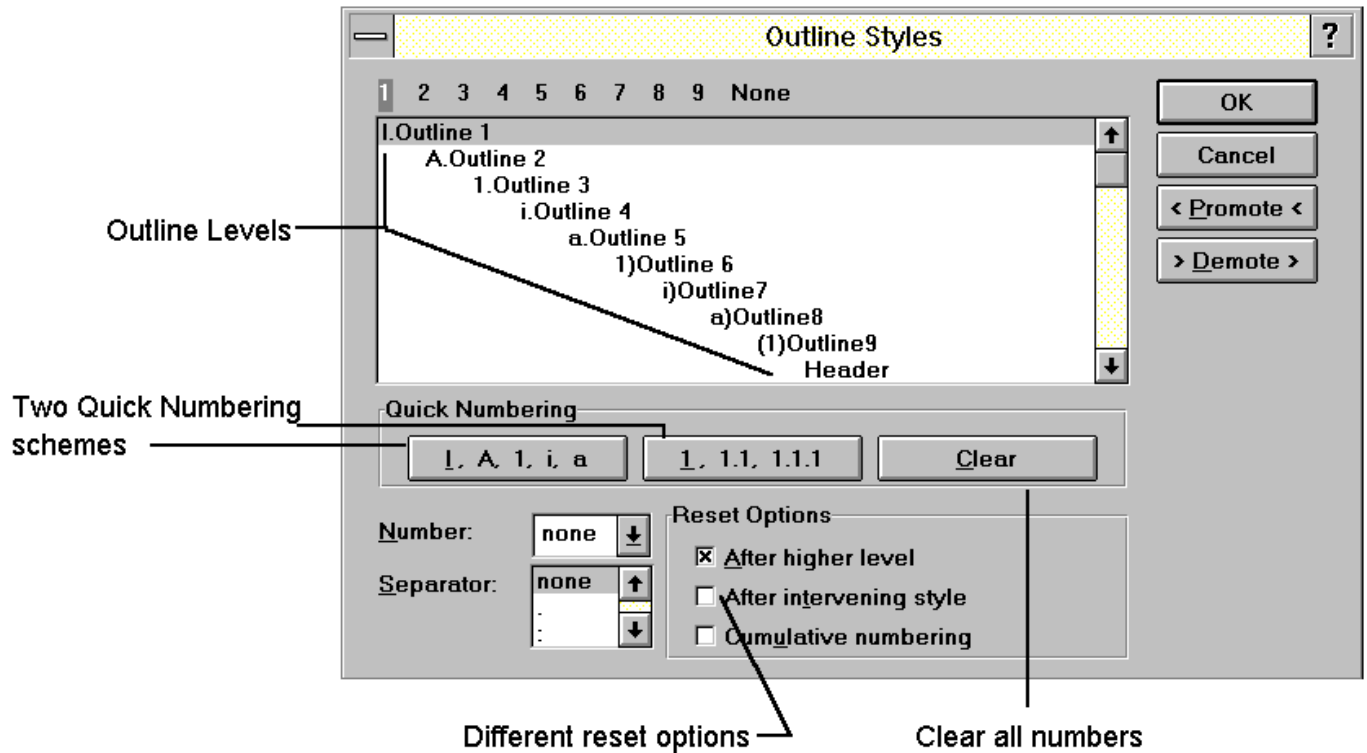 Outline Styles
?
1 2 3 4 5 6 7 8 9 None
OK
I.Outline 1
A.Outline 2
Cancel
1.Outline 3
i.Outline 4
< Promote <
Outline Levels
a.Outline 5
1)Outline 6
> Demote >
i)Outline7
a)Outline8
(1)Outline9
Header
Two Quick Numbering
schemes
Quick Numbering
I, A, 1, i, a
1, 1.1, 1.1.1
Clear
Number:
none
Separator:
none
.
:
Reset Options
After higher level
After intervening style
Cumulative numbering
Different reset options
Clear all numbers